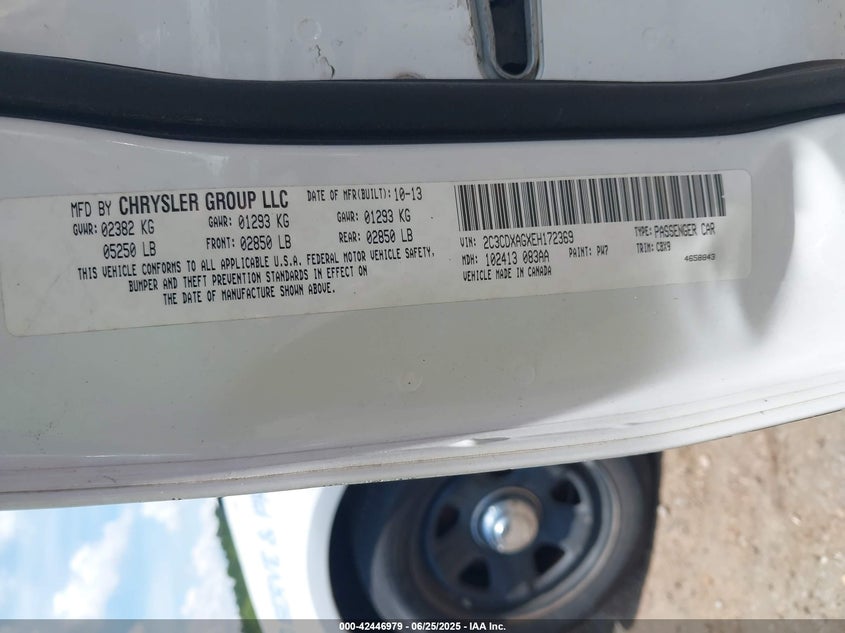 MFD BY CHRYSLER GROUP LLC
DATE OF MFR(BUILT): 10-13
GVWR: 02382 KG
GAWR: 01293 KG
GAWR: 01293 KG
05250 LB
FRONT: 02850 LB
REAR: 02850 LB
THIS VEHICLE CONFORMS TO ALL APPLICABLE U.S.A. FEDERAL MOTOR VEHICLE SAFETY,
BUMPER AND THEFT PREVENTION STANDARDS IN EFFECT ON
THE DATE OF MANUFACTURE SHOWN ABOVE.
VIN: 2C3CDXAGXEH172369
TYPE: PASSENGER CAR
MDH: 102413 083AA
PAINT: PW7
TRIM: CBX9
VEHICLE MADE IN CANADA
4658843
000-42446979 - 06/25/2025 - IAA Inc.